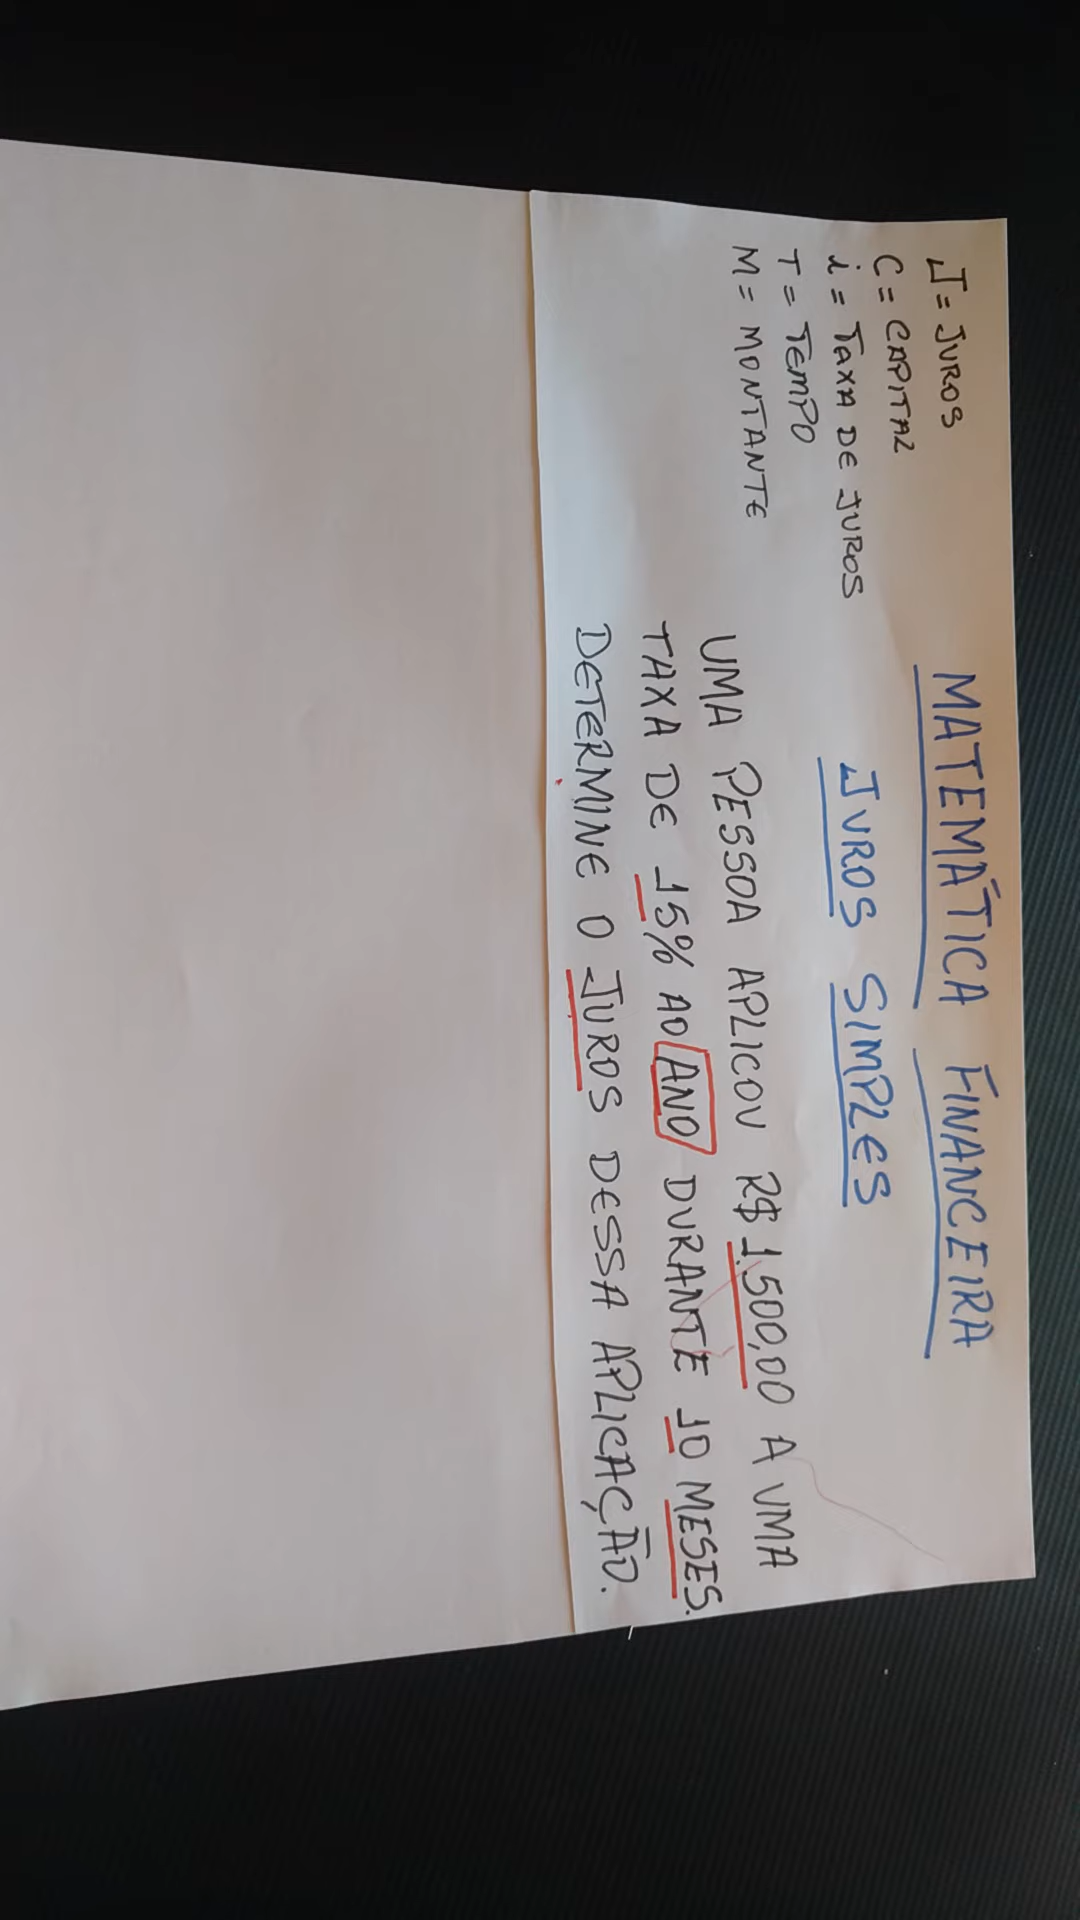 MATEMÁTICA FINANCEIRA
JUROS SIMPLES
J = JUROS
C = CAPITAL
i = TAXA DE JUROS
T = TEMPO
M = MONTANTE
UMA PESSOA APLICOU R$ 1.500,00 A UMA
TAXA DE 15% AO ANO DURANTE 10 MESES.
DETERMINE O JUROS DESSA APLICAÇÃO.